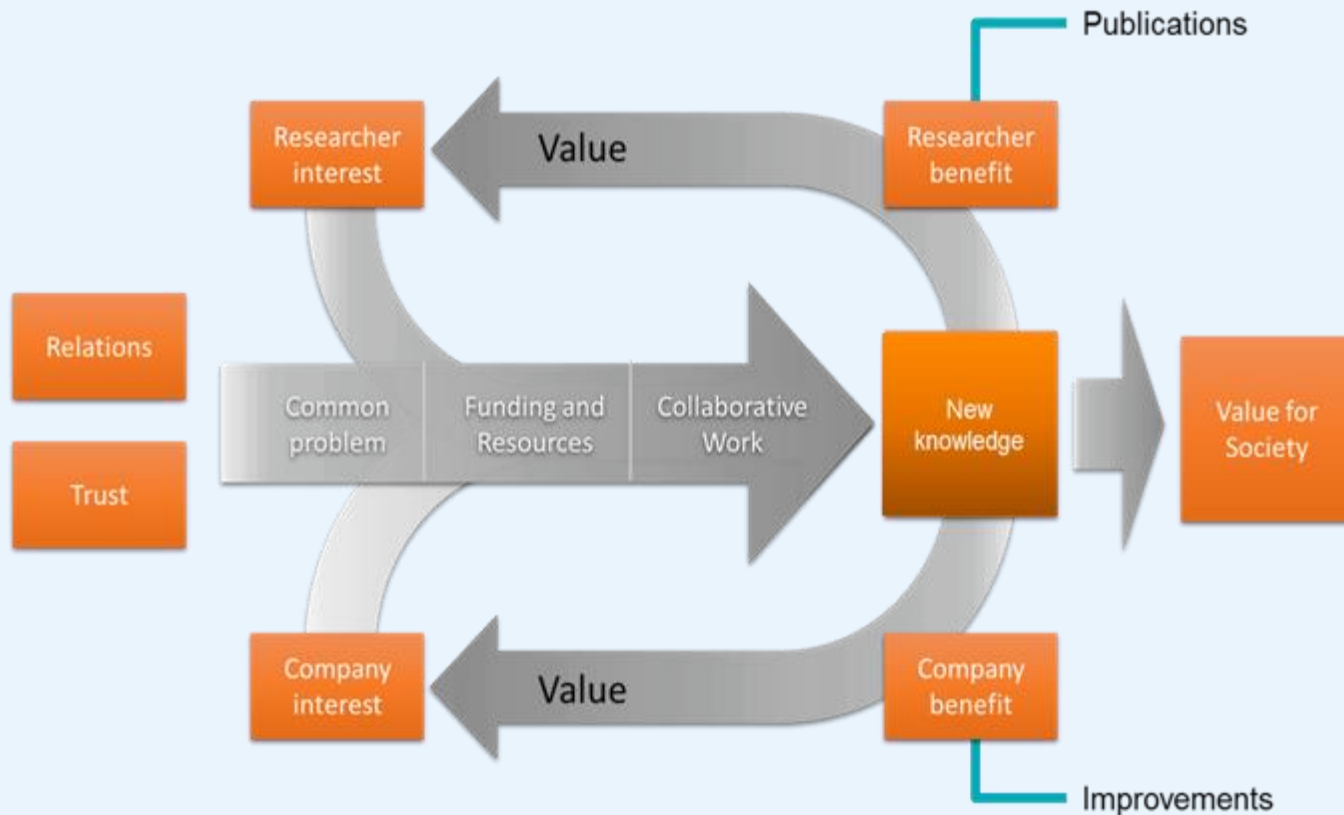 Publications
Researcher
interest
Value
Researcher
benefit
Relations
Trust
Common
problem
Funding and
Resources
Collaborative
Work
New
knowledge
Value for
Society
Company
interest
Value
Company
benefit
Improvements